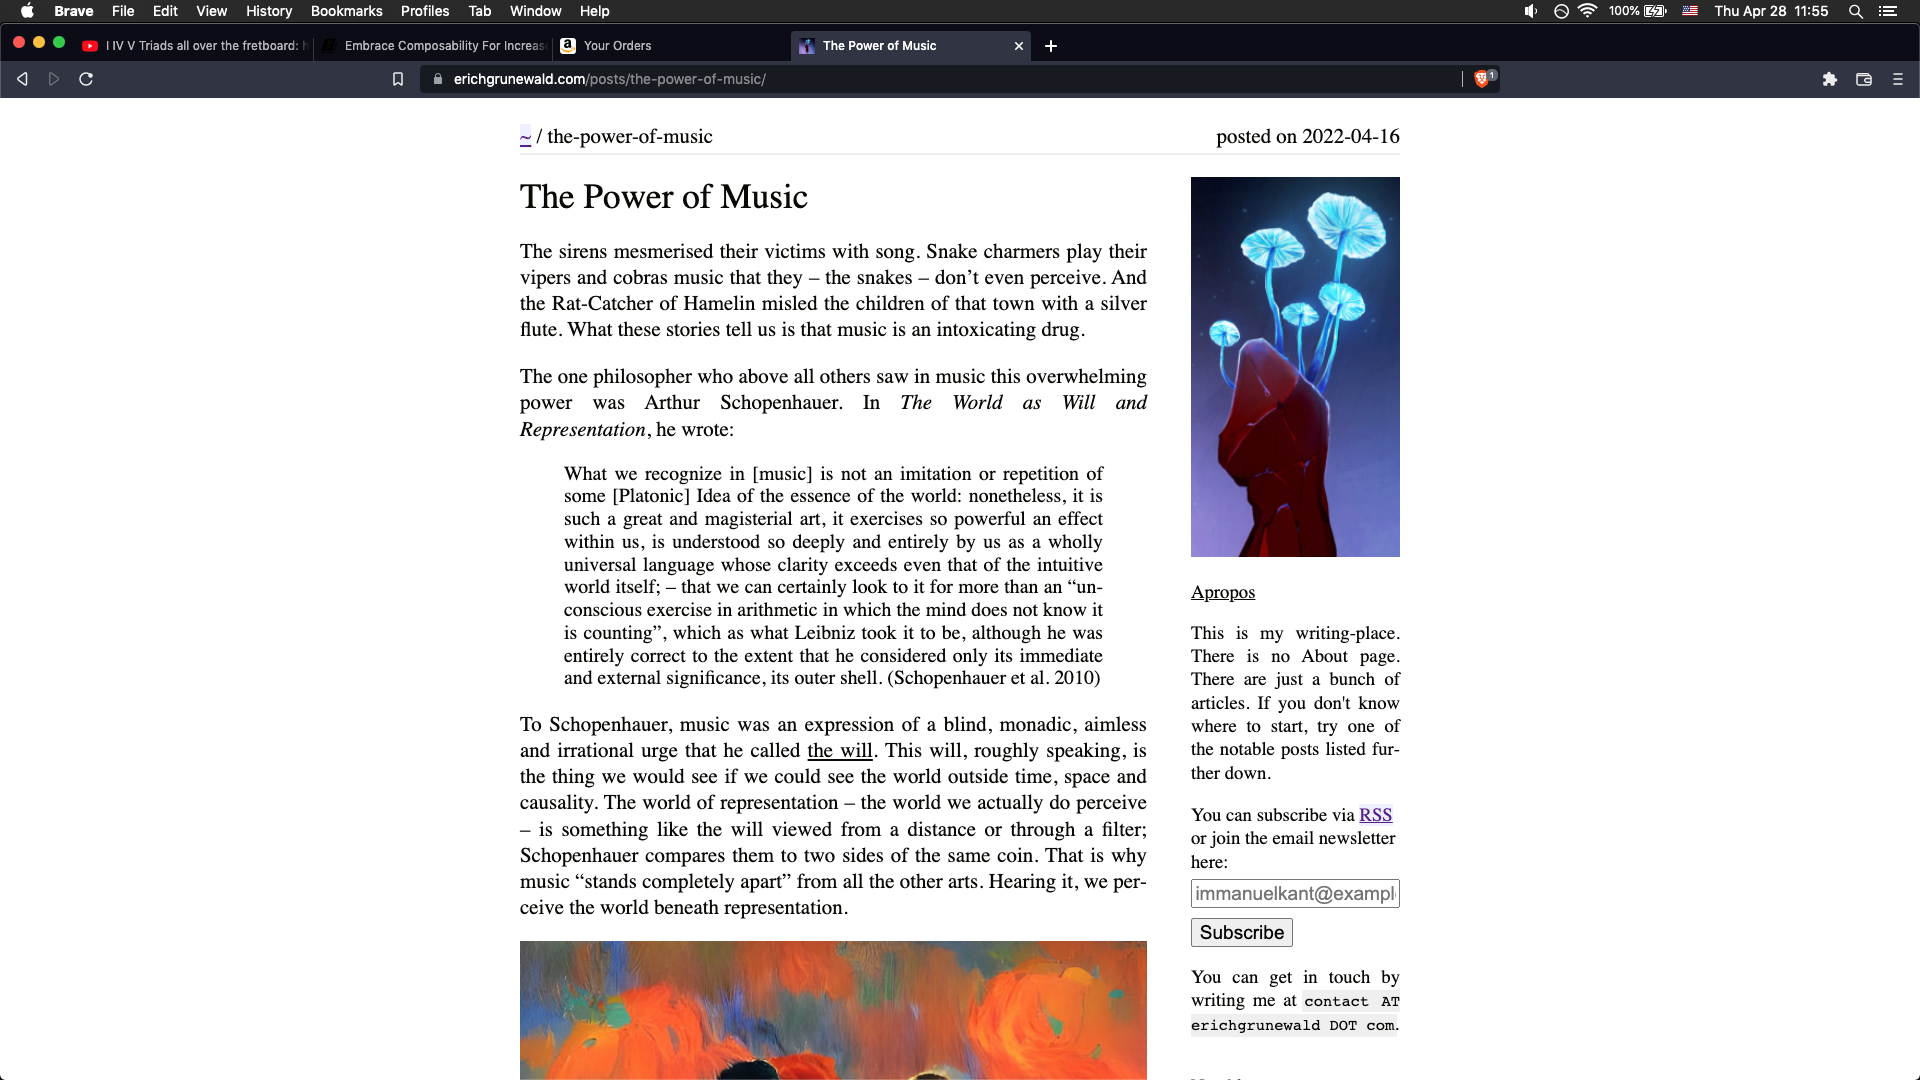 Brave File Edit View History Bookmarks Profiles Tab Window Help 100% Thu Apr 28 11:55
I IV V Triads all over the fretboard: Embrace Composability For Increas Your Orders The Power of Music
erichgrunewald.com/posts/the-power-of-music/ 1
~ / the-power-of-music posted on 2022-04-16
The Power of Music
The sirens mesmerised their victims with song. Snake charmers play their
vipers and cobras music that they – the snakes – don’t even perceive. And
the Rat-Catcher of Hamelin misled the children of that town with a silver
flute. What these stories tell us is that music is an intoxicating drug.
The one philosopher who above all others saw in music this overwhelming
power was Arthur Schopenhauer. In The World as Will and
Representation, he wrote:
What we recognize in [music] is not an imitation or repetition of
some [Platonic] Idea of the essence of the world: nonetheless, it is
such a great and magisterial art, it exercises so powerful an effect
within us, is understood so deeply and entirely by us as a wholly
universal language whose clarity exceeds even that of the intuitive
world itself; – that we can certainly look to it for more than an “un-
conscious exercise in arithmetic in which the mind does not know it
is counting”, which as what Leibniz took it to be, although he was
entirely correct to the extent that he considered only its immediate
and external significance, its outer shell. (Schopenhauer et al. 2010)
To Schopenhauer, music was an expression of a blind, monadic, aimless
and irrational urge that he called the will. This will, roughly speaking, is
the thing we would see if we could see the world outside time, space and
causality. The world of representation – the world we actually do perceive
– is something like the will viewed from a distance or through a filter;
Schopenhauer compares them to two sides of the same coin. That is why
music “stands completely apart” from all the other arts. Hearing it, we per-
ceive the world beneath representation.
Apropos
This is my writing-place.
There is no About page.
There are just a bunch of
articles. If you don't know
where to start, try one of
the notable posts listed fur-
ther down.
You can subscribe via RSS
or join the email newsletter
here:
immanuelkant@exampl
Subscribe
You can get in touch by
writing me at contact AT
erichgrunewald DOT com.